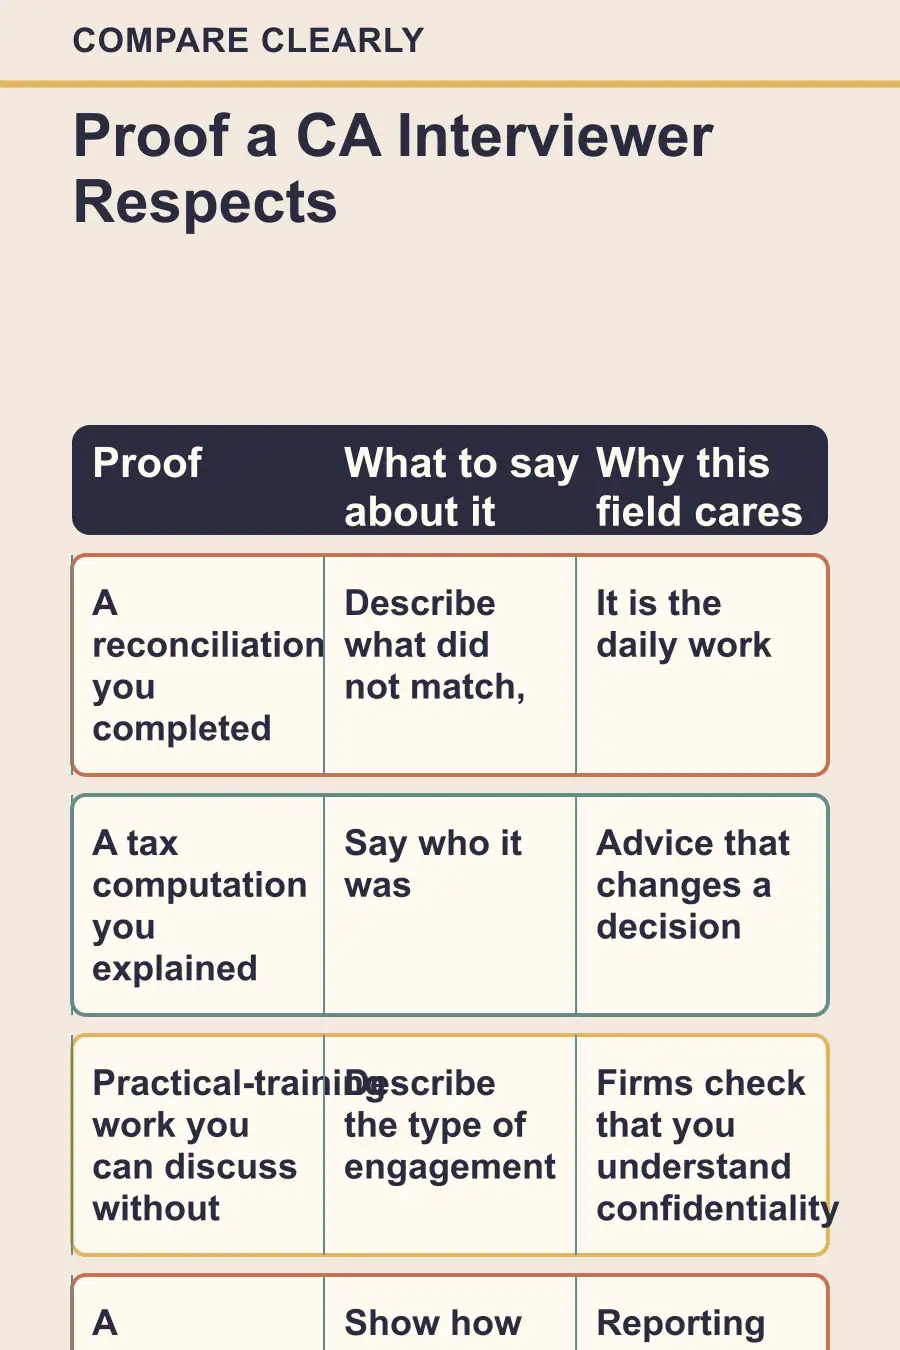 COMPARE CLEARLY
Proof a CA Interviewer
Respects
Proof
What to say
about it
Why this
field cares
A
reconciliation
you
completed
Describe
what did
not match,
It is the
daily work
A tax
computation
you
explained
Say who it
was
Advice that
changes a
decision
Practical-training
work you
can discuss
without
Describe
the type of
engagement
Firms check
that you
understand
confidentiality
A
Show how
Reporting